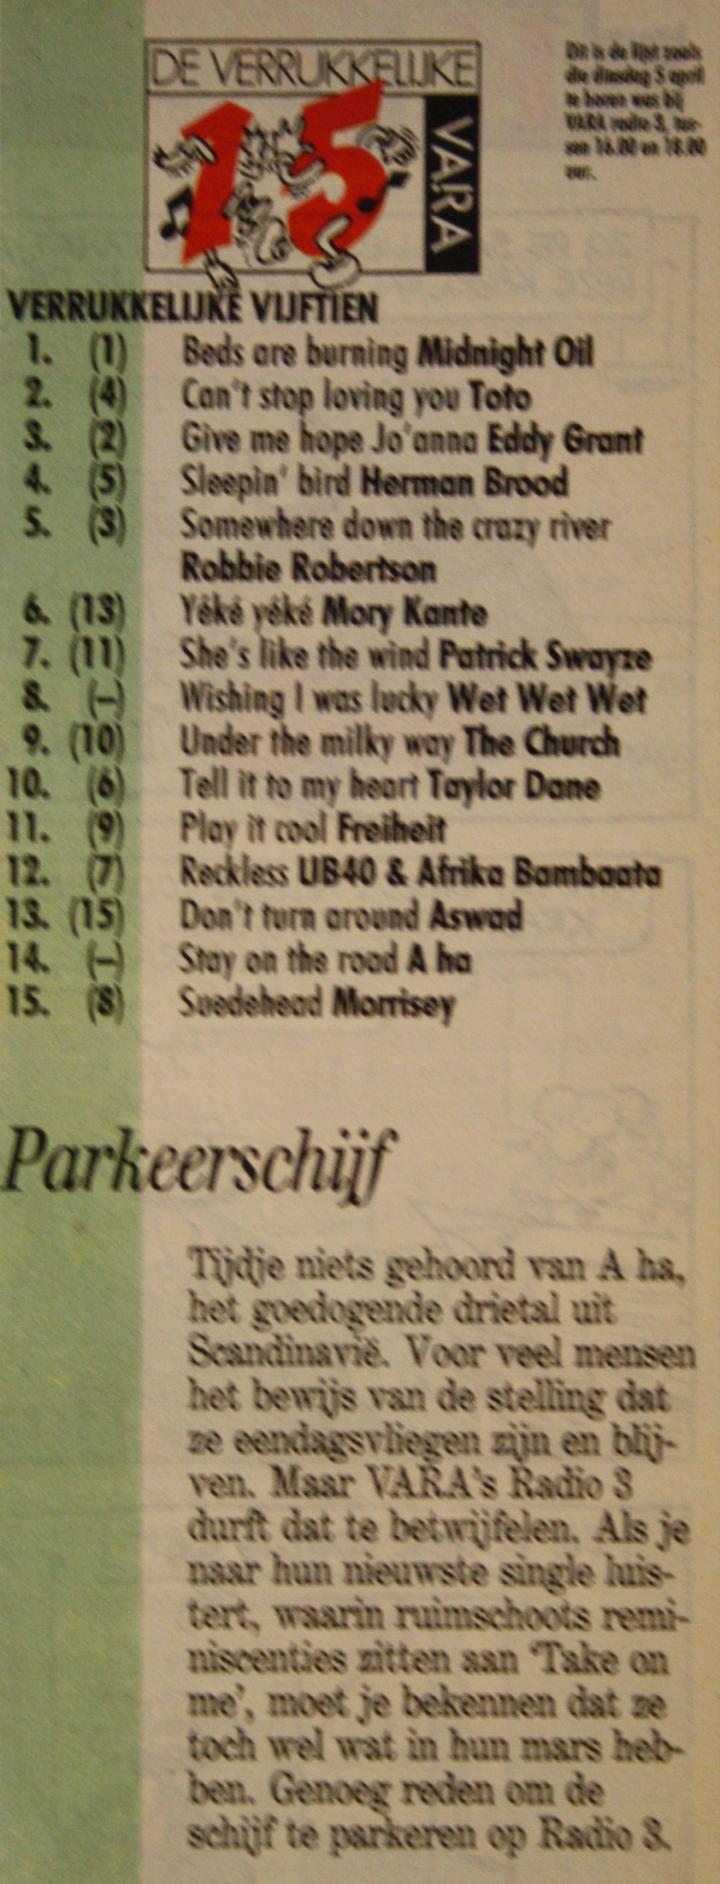 DE VERRUKKELIJKE
15
VARA
Dit is de lijst zoals
die dinsdag 5 april
te horen was bij
VARA radio 3, tus-
sen 16.00 en 18.00
uur.
VERRUKKELIJKE VIJFTIEN
1. (1) Beds are burning Midnight Oil
2. (4) Can't stop loving you Toto
3. (2) Give me hope Jo'anna Eddy Grant
4. (5) Sleepin' bird Herman Brood
5. (3) Somewhere down the crazy river
Robbie Robertson
6. (13) Yéké yéké Mory Kante
7. (11) She's like the wind Patrick Swayze
8. (–) Wishing I was lucky Wet Wet Wet
9. (10) Under the milky way The Church
10. (6) Tell it to my heart Taylor Dane
11. (9) Play it cool Freiheit
12. (7) Reckless UB40 & Afrika Bambaata
13. (15) Don't turn around Aswad
14. (–) Stay on the road A ha
15. (8) Suedehead Morrisey
Parkeerschijf
Tijdje niets gehoord van A ha,
het goedogende drietal uit
Scandinavië. Voor veel mensen
het bewijs van de stelling dat
ze eendagsvliegen zijn en blij-
ven. Maar VARA's Radio 3
durft dat te betwijfelen. Als je
naar hun nieuwste single luis-
tert, waarin ruimschoots remi-
niscenties zitten aan 'Take on
me', moet je bekennen dat ze
toch wel wat in hun mars heb-
ben. Genoeg reden om de
schijf te parkeren op Radio 3.